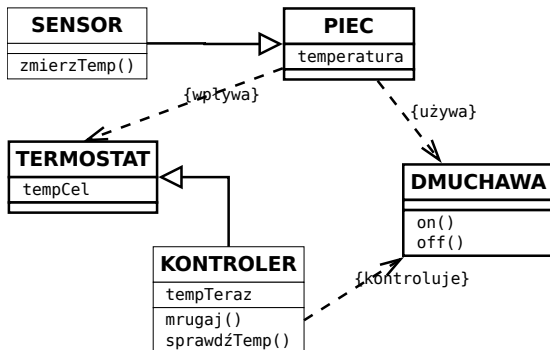 SENSOR
zmierzTemp()
PIEC
temperatura
{wpływa}
{używa}
TERMOSTAT
tempCel
DMUCHAWA
on()
off()
KONTROLER
tempTeraz
mrugaj()
sprawdźTemp()
{kontroluje}